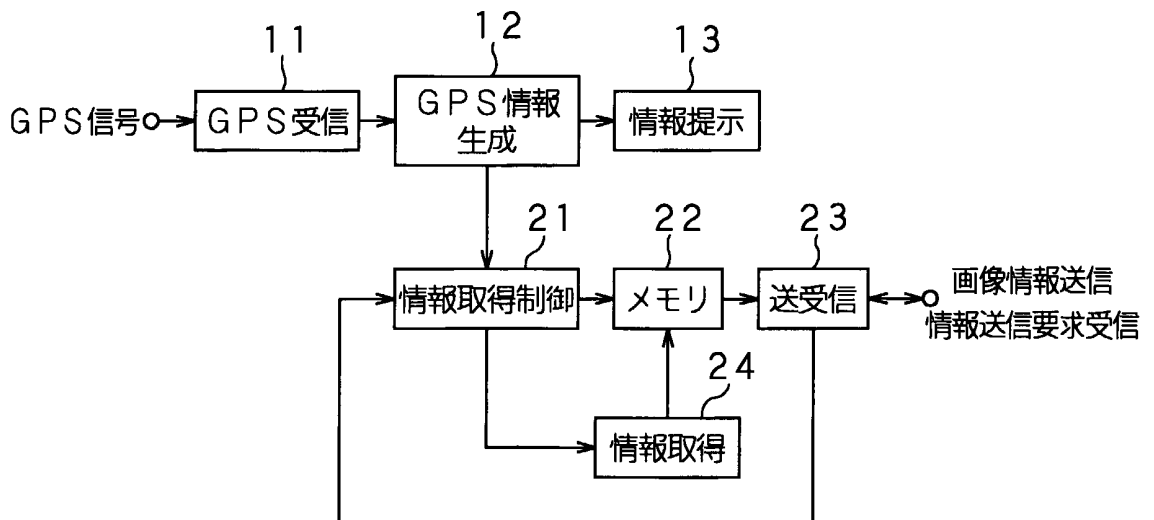 11
12
13
GPS信号
GPS受信
GPS情報
生成
情報提示
21
22
23
情報取得制御
メモリ
送受信
画像情報送信
情報送信要求受信
24
情報取得